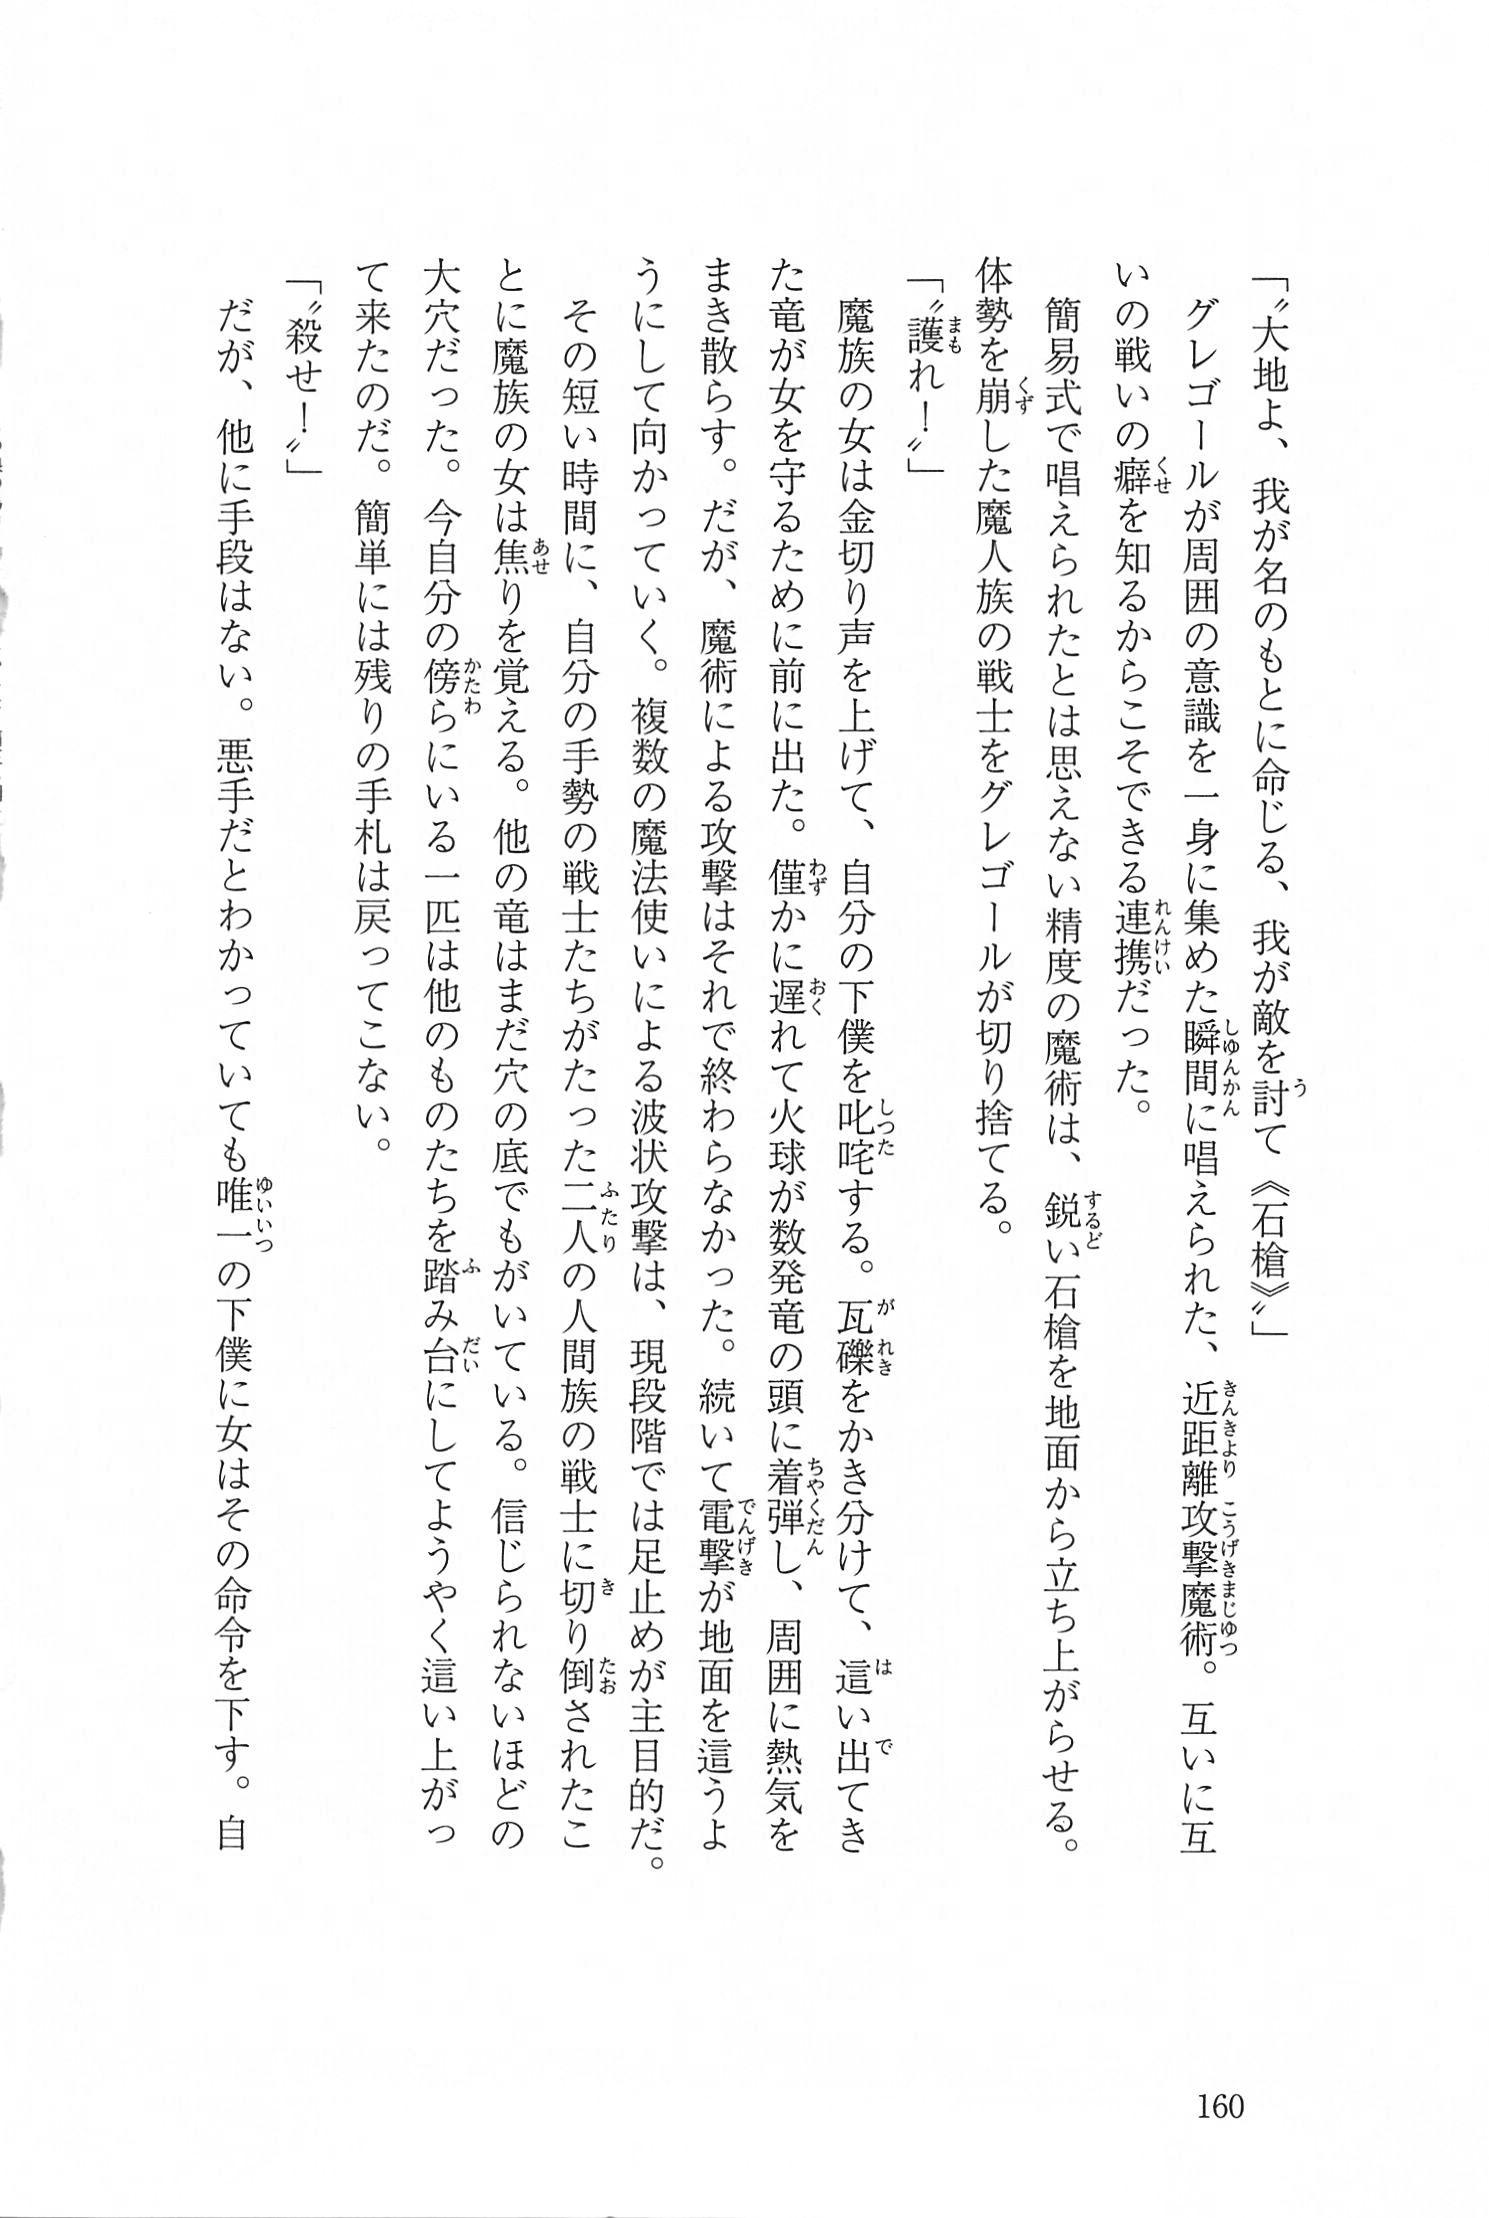 「〝大地よ、我が名のもとに命じる、我が敵を討て《石槍》〟」
グレゴールが周囲の意識を一身に集めた瞬間に唱えられた、近距離攻撃魔術。互いに互
いの戦いの癖を知るからこそできる連携だった。
簡易式で唱えられたとは思えない精度の魔術は、鋭い石槍を地面から立ち上がらせる。
体勢を崩した魔人族の戦士をグレゴールが切り捨てる。
「〝護れ！〟」
魔族の女は金切り声を上げて、自分の下僕を叱咤する。瓦礫をかき分けて、這い出てき
た竜が女を守るために前に出た。僅かに遅れて火球が数発竜の頭に着弾し、周囲に熱気を
まき散らす。だが、魔術による攻撃はそれで終わらなかった。続いて電撃が地面を這うよ
うにして向かっていく。複数の魔法使いによる波状攻撃は、現段階では足止めが主目的だ。
その短い時間に、自分の手勢の戦士たちがたった二人の人間族の戦士に切り倒されたこ
とに魔族の女は焦りを覚える。他の竜はまだ穴の底でもがいている。信じられないほどの
大穴だった。今自分の傍らにいる一匹は他のものたちを踏み台にしてようやく這い上がっ
て来たのだ。簡単には残りの手札は戻ってこない。
「〝殺せ！〟」
だが、他に手段はない。悪手だとわかっていても唯一の下僕に女はその命令を下す。自
160